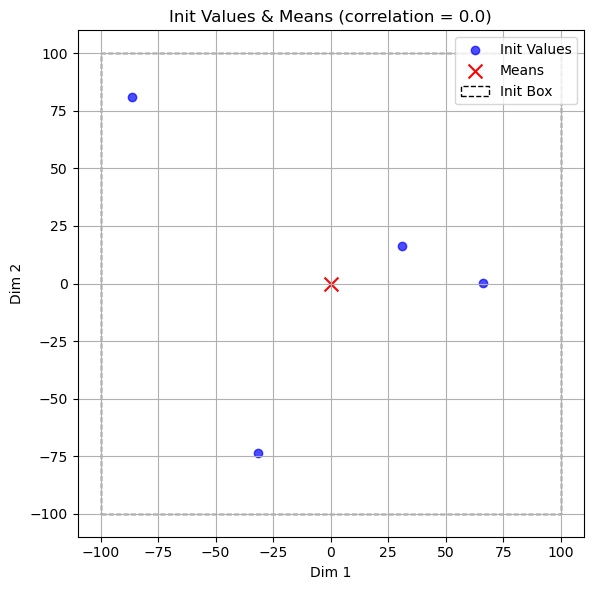 Init Values & Means (correlation = 0.0)
Init Values
Means
Init Box
100
75
50
25
0
−25
−50
−75
−100
Dim 2
−100 −75 −50 −25 0 25 50 75 100
Dim 1